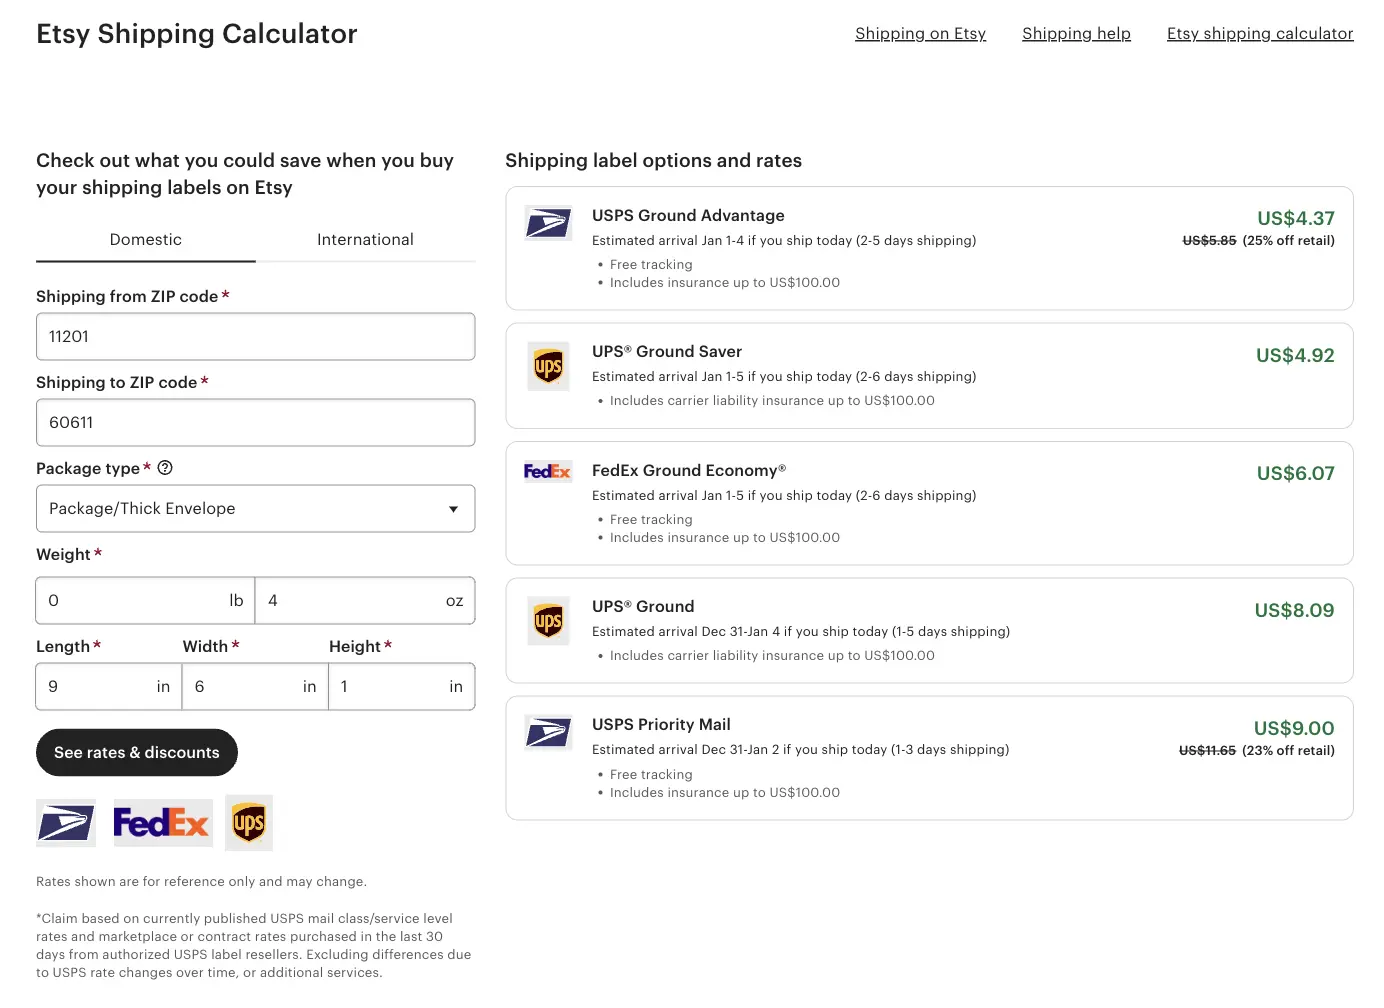 Etsy Shipping Calculator
Shipping on Etsy
Shipping help
Etsy shipping calculator
Check out what you could save when you buy
your shipping labels on Etsy
Domestic
International
Shipping from ZIP code*
11201
Shipping to ZIP code*
60611
Package type*
Package/Thick Envelope
Weight*
0 lb
4 oz
Length*
Width*
Height*
9 in
6 in
1 in
See rates & discounts
FedEx
ups
Rates shown are for reference only and may change.
*Claim based on currently published USPS mail class/service level
rates and marketplace or contract rates purchased in the last 30
days from authorized USPS label resellers. Excluding differences due
to USPS rate changes over time, or additional services.
Shipping label options and rates
USPS Ground Advantage
US$4.37
Estimated arrival Jan 1-4 if you ship today (2-5 days shipping)
US$5.85 (25% off retail)
• Free tracking
• Includes insurance up to US$100.00
ups
UPS® Ground Saver
US$4.92
Estimated arrival Jan 1-5 if you ship today (2-6 days shipping)
• Includes carrier liability insurance up to US$100.00
FedEx
FedEx Ground Economy®
US$6.07
Estimated arrival Jan 1-5 if you ship today (2-6 days shipping)
• Free tracking
• Includes insurance up to US$100.00
ups
UPS® Ground
US$8.09
Estimated arrival Dec 31-Jan 4 if you ship today (1-5 days shipping)
• Includes carrier liability insurance up to US$100.00
USPS Priority Mail
US$9.00
Estimated arrival Dec 31-Jan 2 if you ship today (1-3 days shipping)
US$11.65 (23% off retail)
• Free tracking
• Includes insurance up to US$100.00